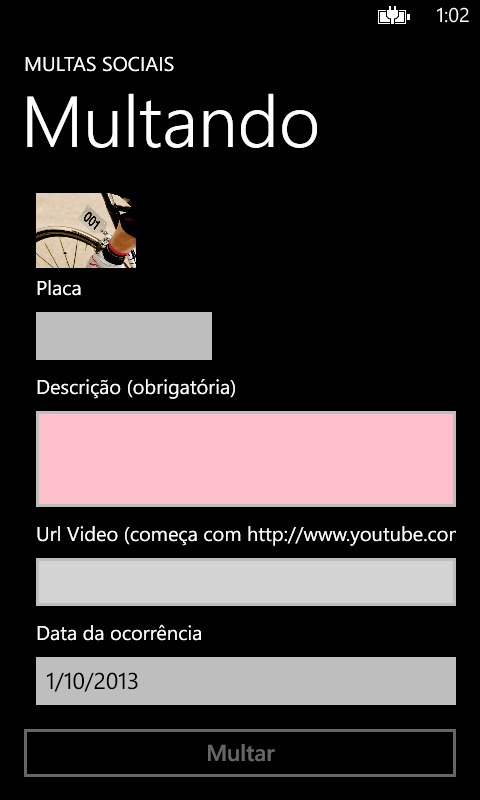 1:02
MULTAS SOCIAIS
Multando
001
Placa
Descrição (obrigatória)
Url Video (começa com http://www.youtube.cor
Data da ocorrência
1/10/2013
Multar